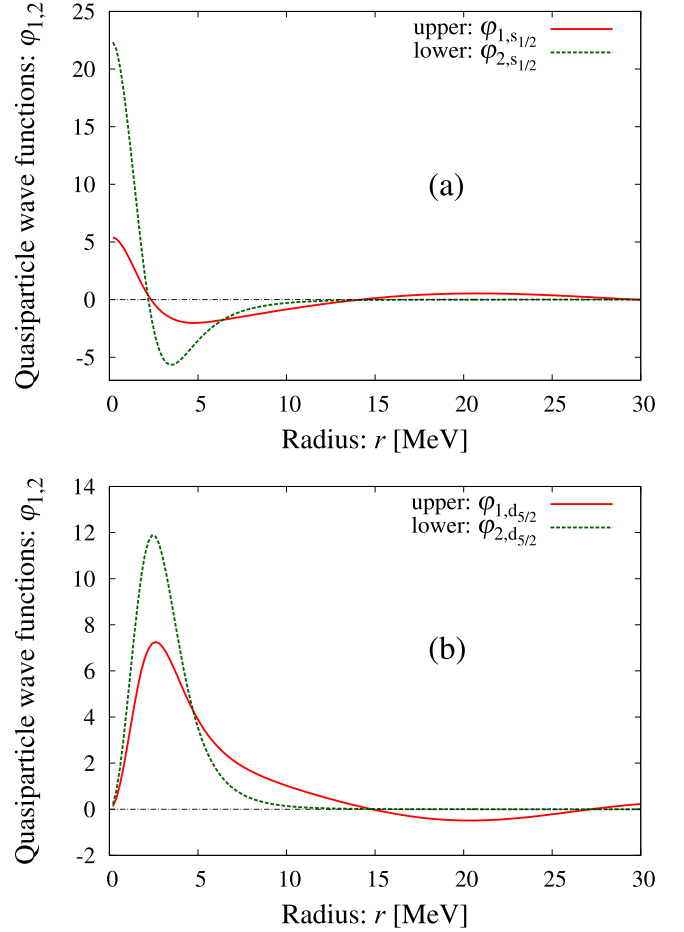 Quasiparticle wave functions: φ1,2
25
20
15
10
5
0
-5
upper: φ1,s1/2
lower: φ2,s1/2
(a)
0 5 10 15 20 25 30
Radius: r [MeV]
Quasiparticle wave functions: φ1,2
14
12
10
8
6
4
2
0
-2
upper: φ1,d5/2
lower: φ2,d5/2
(b)
0 5 10 15 20 25 30
Radius: r [MeV]